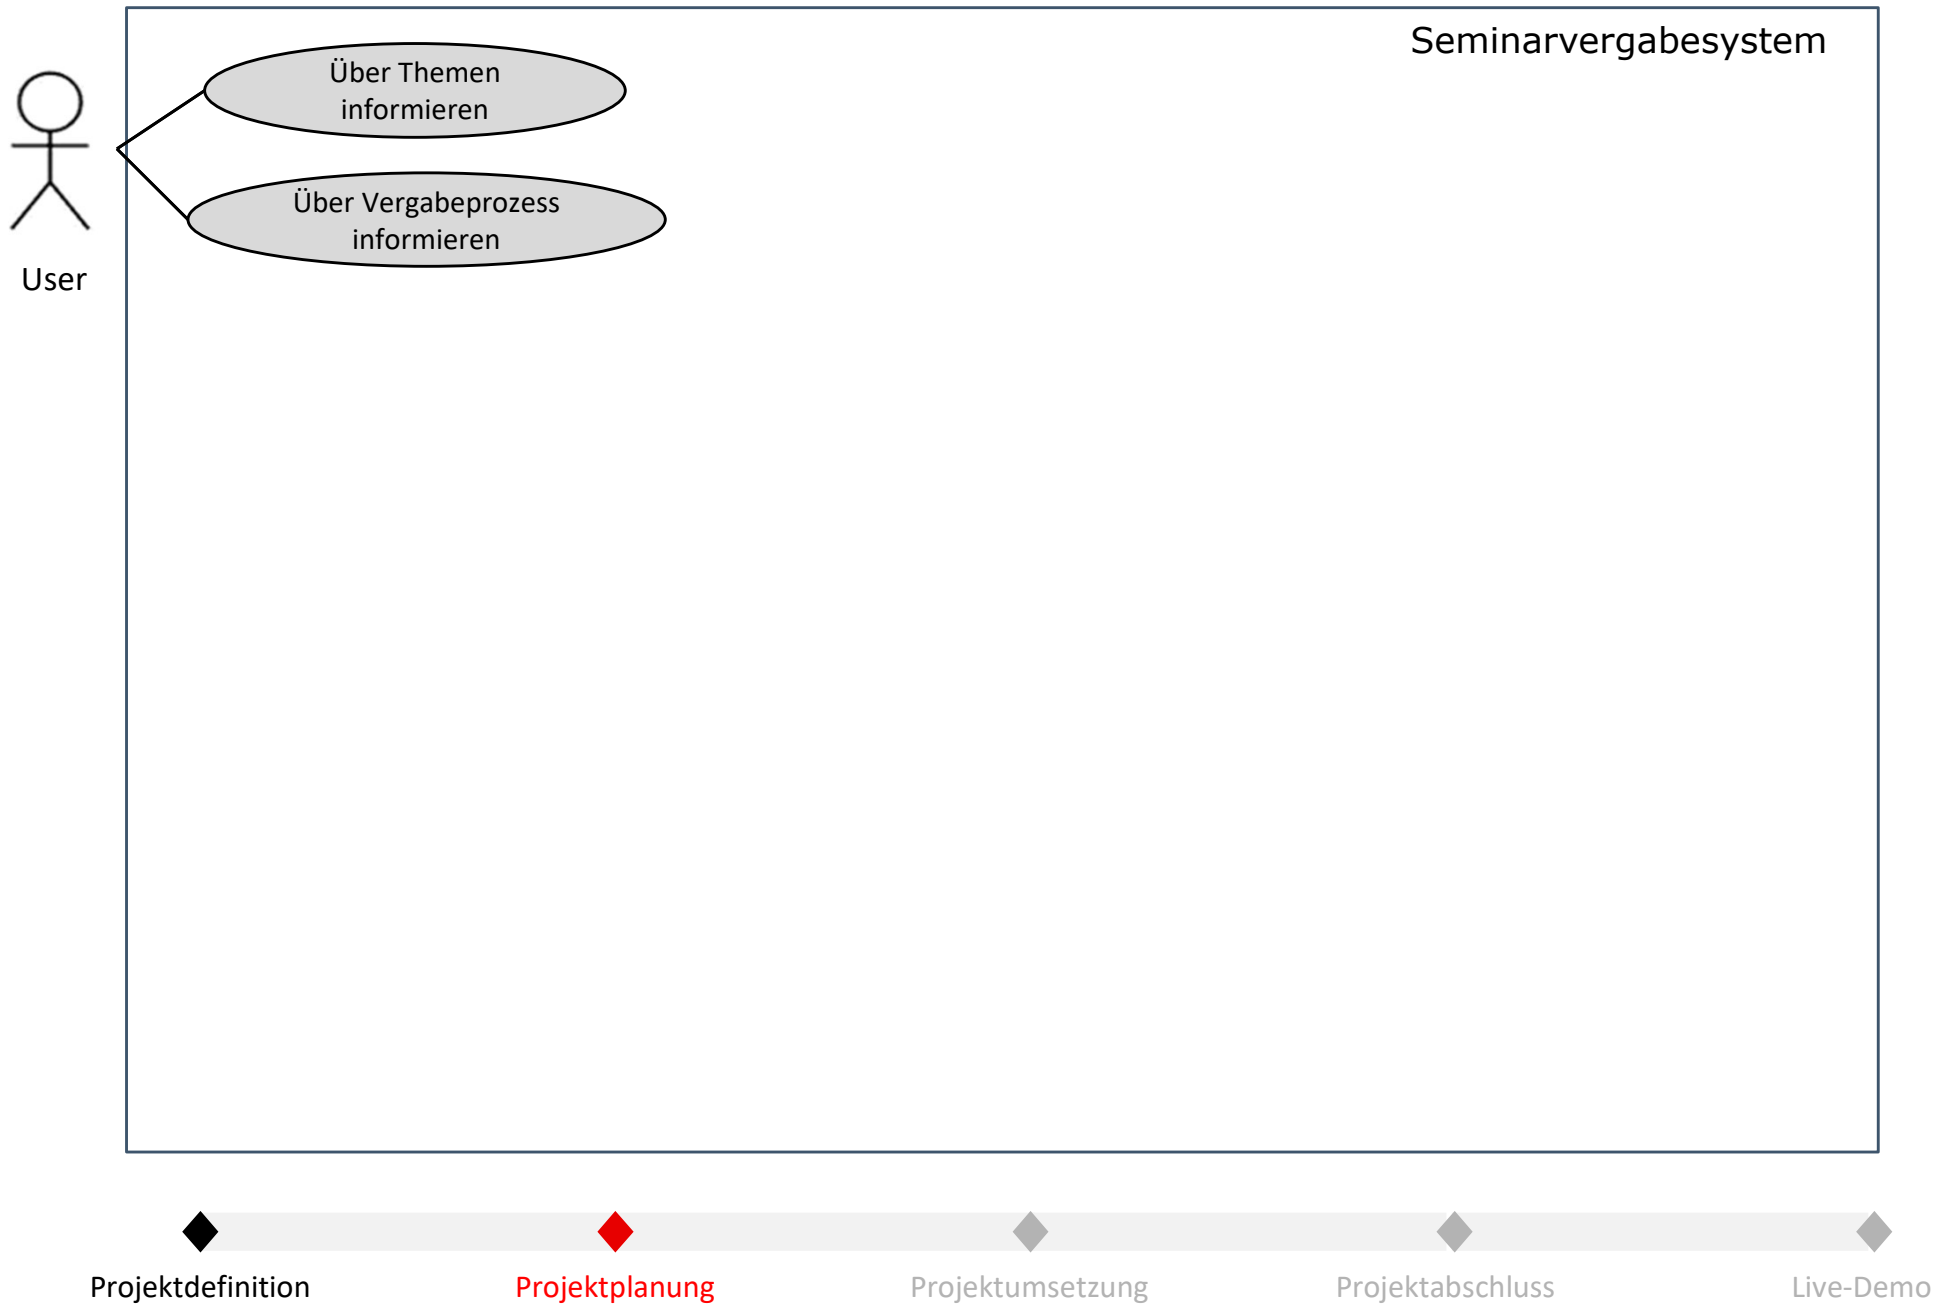 Seminarvergabesystem
Über Themen
informieren
Über Vergabeprozess
informieren
User
Projektdefinition
Projektplanung
Projektumsetzung
Projektabschluss
Live-Demo